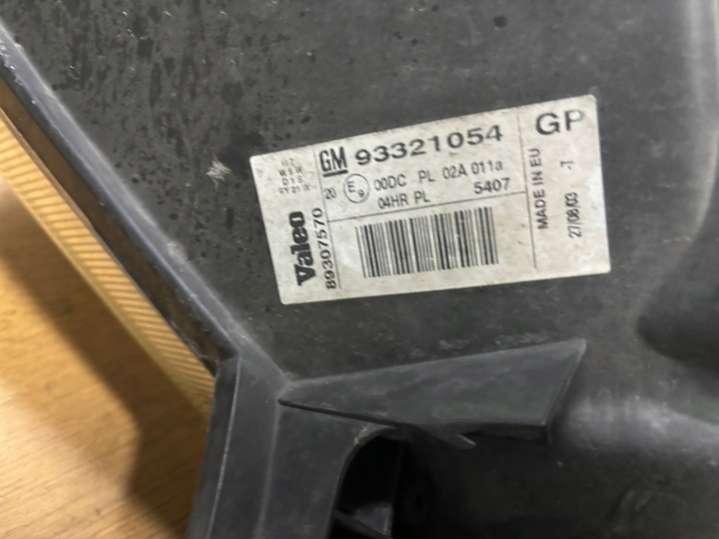 GM 93321054
GP
20 E9 00DC PL 02A 011a
04HR PL 5407
Valeo
89307570
MADE IN EU
27/08/03 -T